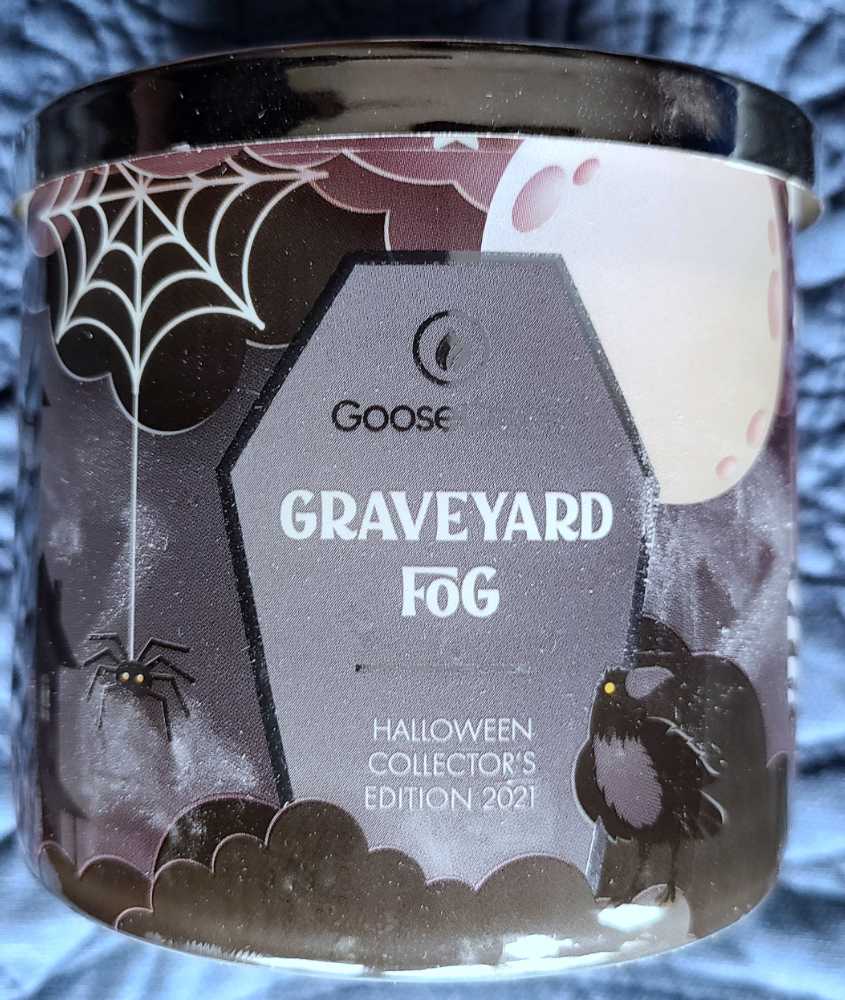 Goose
GRAVEYARD
FOG
HALLOWEEN
COLLECTOR'S
EDITION 2021